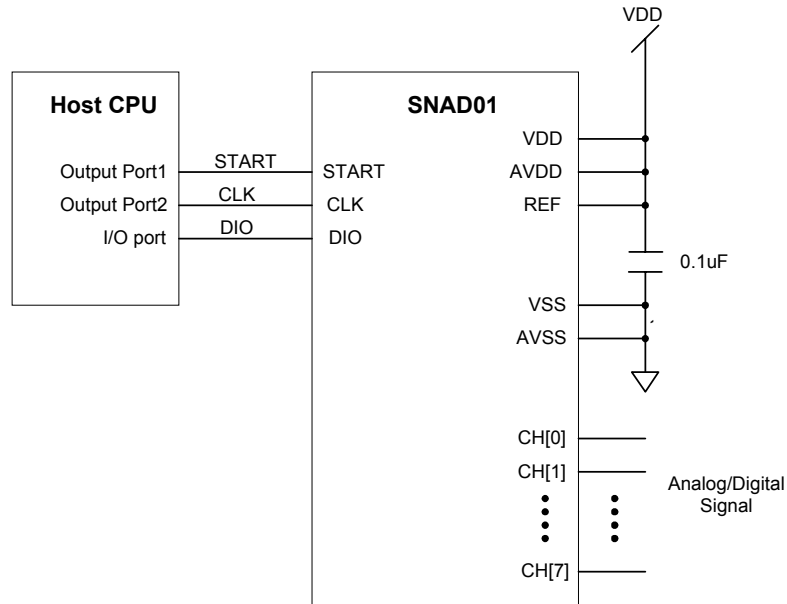 VDD
Host CPU
SNAD01
VDD
Output Port1
START
START
AVDD
Output Port2
CLK
CLK
REF
I/O port
DIO
DIO
0.1uF
VSS
AVSS
CH[0]
CH[1]
Analog/Digital
Signal
CH[7]